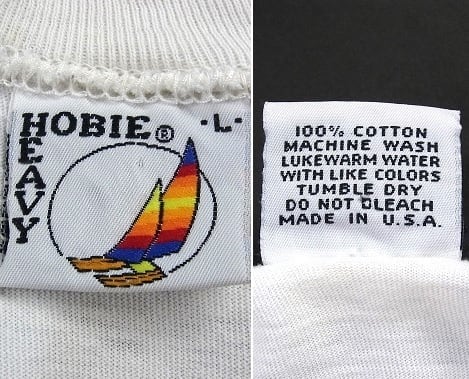 HOBIE® -L-
HEAVY
100% COTTON
MACHINE WASH
LUKEWARM WATER
WITH LIKE COLORS
TUMBLE DRY
DO NOT BLEACH
MADE IN U.S.A.